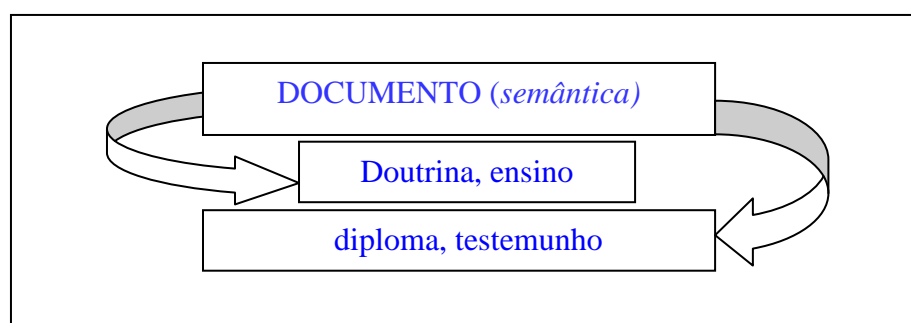 DOCUMENTO (semântica)
Doutrina, ensino
diploma, testemunho